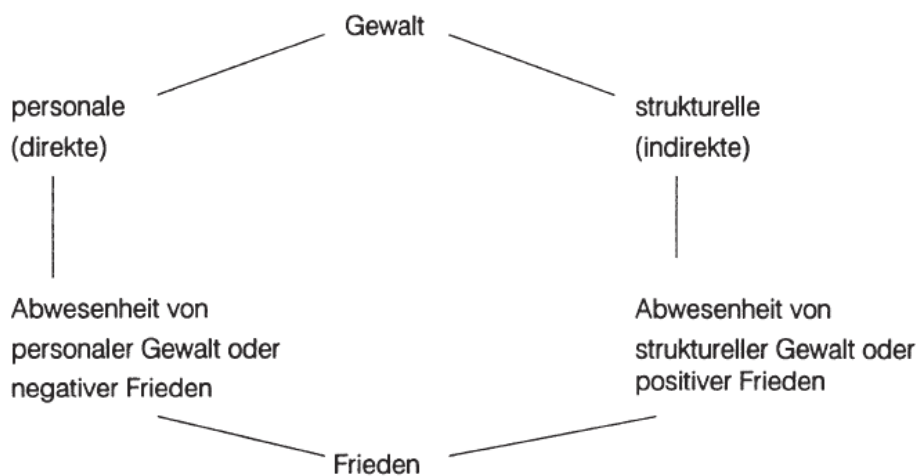 Gewalt
personale
(direkte)
strukturelle
(indirekte)
Abwesenheit von
personaler Gewalt oder
negativer Frieden
Abwesenheit von
struktureller Gewalt oder
positiver Frieden
Frieden